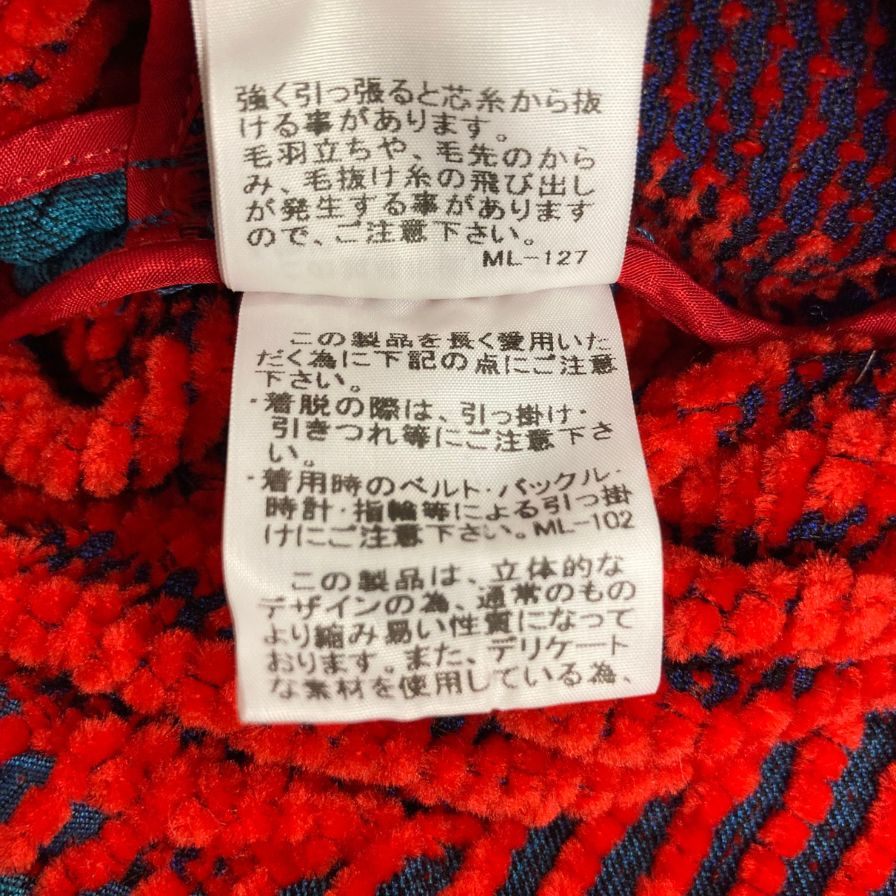 強く引っ張ると芯糸から抜
ける事があります。
毛羽立ちや、毛先のから
み、毛抜け糸の飛び出し
が発生する事があります
ので、ご注意下さい。
ML-127
この製品を長く愛用いた
だく為に下記の点にご注意
下さい。
・着脱の際は、引っ掛け・
引きつれ等にご注意下さ
い。
・着用時のベルト・バックル・
時計・指輪等による引っ掛
けにご注意下さい。ML-102
この製品は、立体的な
デザインの為、通常のもの
より縮み易い性質になって
おります。また、デリケート
な素材を使用している為、